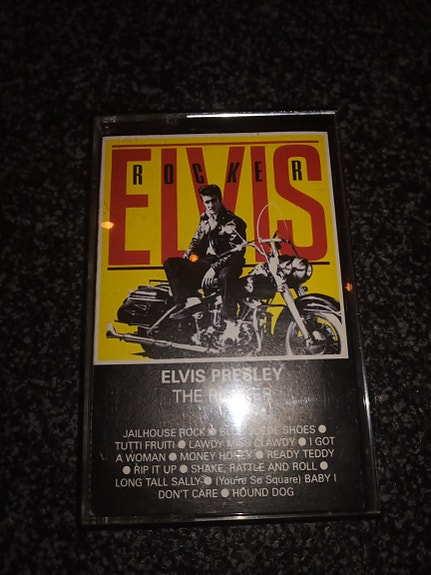 ELVIS
ROCKER
ELVIS PRESLEY
THE ROCKER
JAILHOUSE ROCK ● BLUE SUEDE SHOES ●
TUTTI FRUITI ● LAWDY MISS CLAWDY ● I GOT
A WOMAN ● MONEY HONEY ● READY TEDDY
● RIP IT UP ● SHAKE, RATTLE AND ROLL ●
LONG TALL SALLY ● (You're So Square) BABY I
DON'T CARE ● HOUND DOG